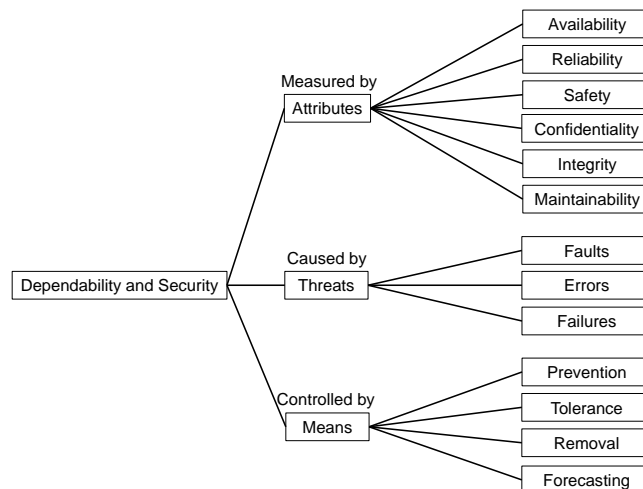 Availability
Reliability
Measured by
Attributes
Safety
Confidentiality
Integrity
Maintainability
Dependability and Security
Caused by
Threats
Faults
Errors
Failures
Controlled by
Means
Prevention
Tolerance
Removal
Forecasting